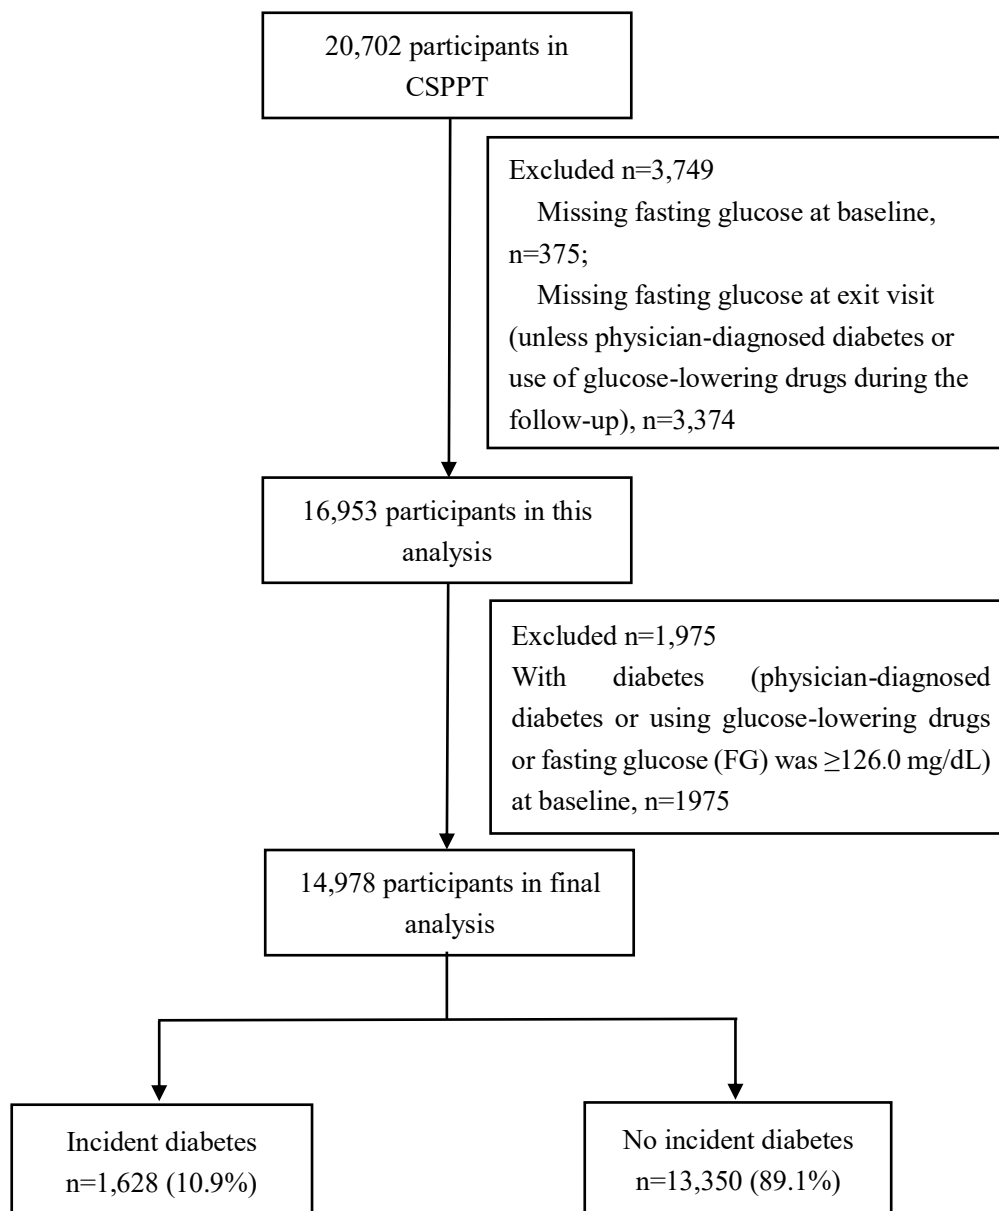 20,702 participants in
CSPPT
Excluded n=3,749
Missing fasting glucose at baseline,
n=375;
Missing fasting glucose at exit visit
(unless physician-diagnosed diabetes or
use of glucose-lowering drugs during the
follow-up), n=3,374
16,953 participants in this
analysis
Excluded n=1,975
With diabetes (physician-diagnosed
diabetes or using glucose-lowering drugs
or fasting glucose (FG) was ≥126.0 mg/dL)
at baseline, n=1975
14,978 participants in final
analysis
Incident diabetes
n=1,628 (10.9%)
No incident diabetes
n=13,350 (89.1%)